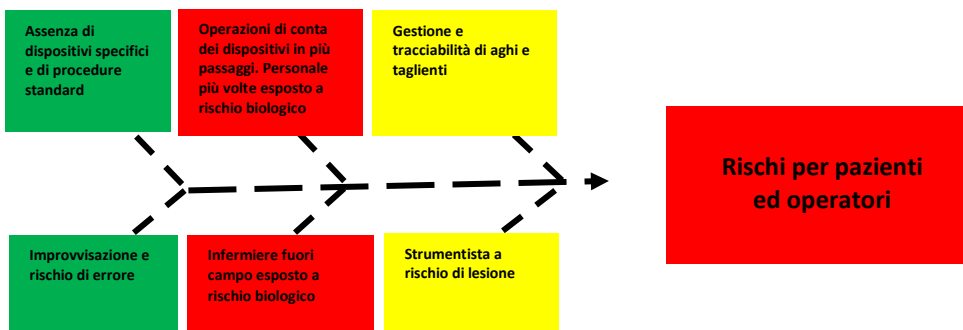 Assenza di
dispositivi specifici
e di procedure
standard
Operazioni di conta
dei dispositivi in più
passaggi. Personale
più volte esposto a
rischio biologico
Gestione e
tracciabilità di aghi e
taglienti
Rischi per pazienti
ed operatori
Improvvisazione e
rischio di errore
Infermiere fuori
campo esposto a
rischio biologico
Strumentista a
rischio di lesione